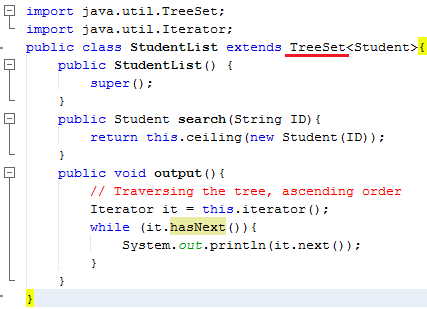 import java.util.TreeSet;
import java.util.Iterator;
public class StudentList extends TreeSet<Student>{
    public StudentList() {
        super();
    }
    public Student search(String ID){
        return this.ceiling(new Student(ID));
    }
    public void output(){
        // Traversing the tree, ascending order
        Iterator it = this.iterator();
        while (it.hasNext()){
            System.out.println(it.next());
        }
    }
}